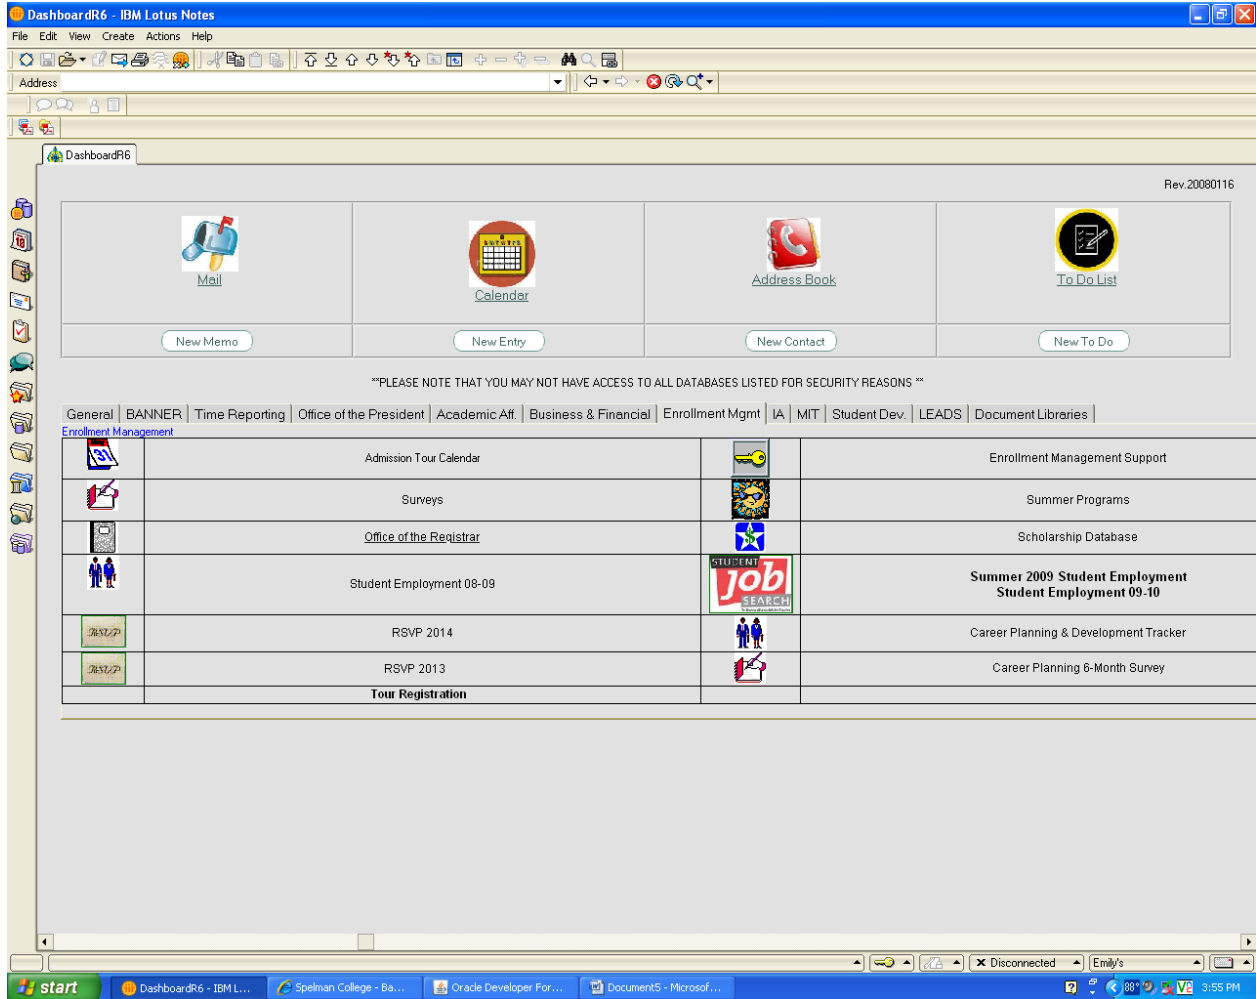 DashboardR6 - IBM Lotus Notes
File Edit View Create Actions Help
Address
DashboardR6
Rev.20080116
18
Mail
Calendar
Address Book
To Do List
New Memo
New Entry
New Contact
New To Do
**PLEASE NOTE THAT YOU MAY NOT HAVE ACCESS TO ALL DATABASES LISTED FOR SECURITY REASONS **
General BANNER Time Reporting Office of the President Academic Aff. Business & Financial Enrollment Mgmt IA MIT Student Dev. LEADS Document Libraries
Enrollment Management
31 Admission Tour Calendar Enrollment Management Support
Surveys Summer Programs
Office of the Registrar $ Scholarship Database
Student Employment 08-09
STUDENT
Job
SEARCH
Summer 2009 Student Employment
Student Employment 09-10
RSVP RSVP 2014 Career Planning & Development Tracker
RSVP RSVP 2013 Career Planning 6-Month Survey
Tour Registration
Disconnected Emily's
start DashboardR6 - IBM L... Spelman College - Ba... Oracle Developer For... Document5 - Microsof... 88° V2 3:55 PM